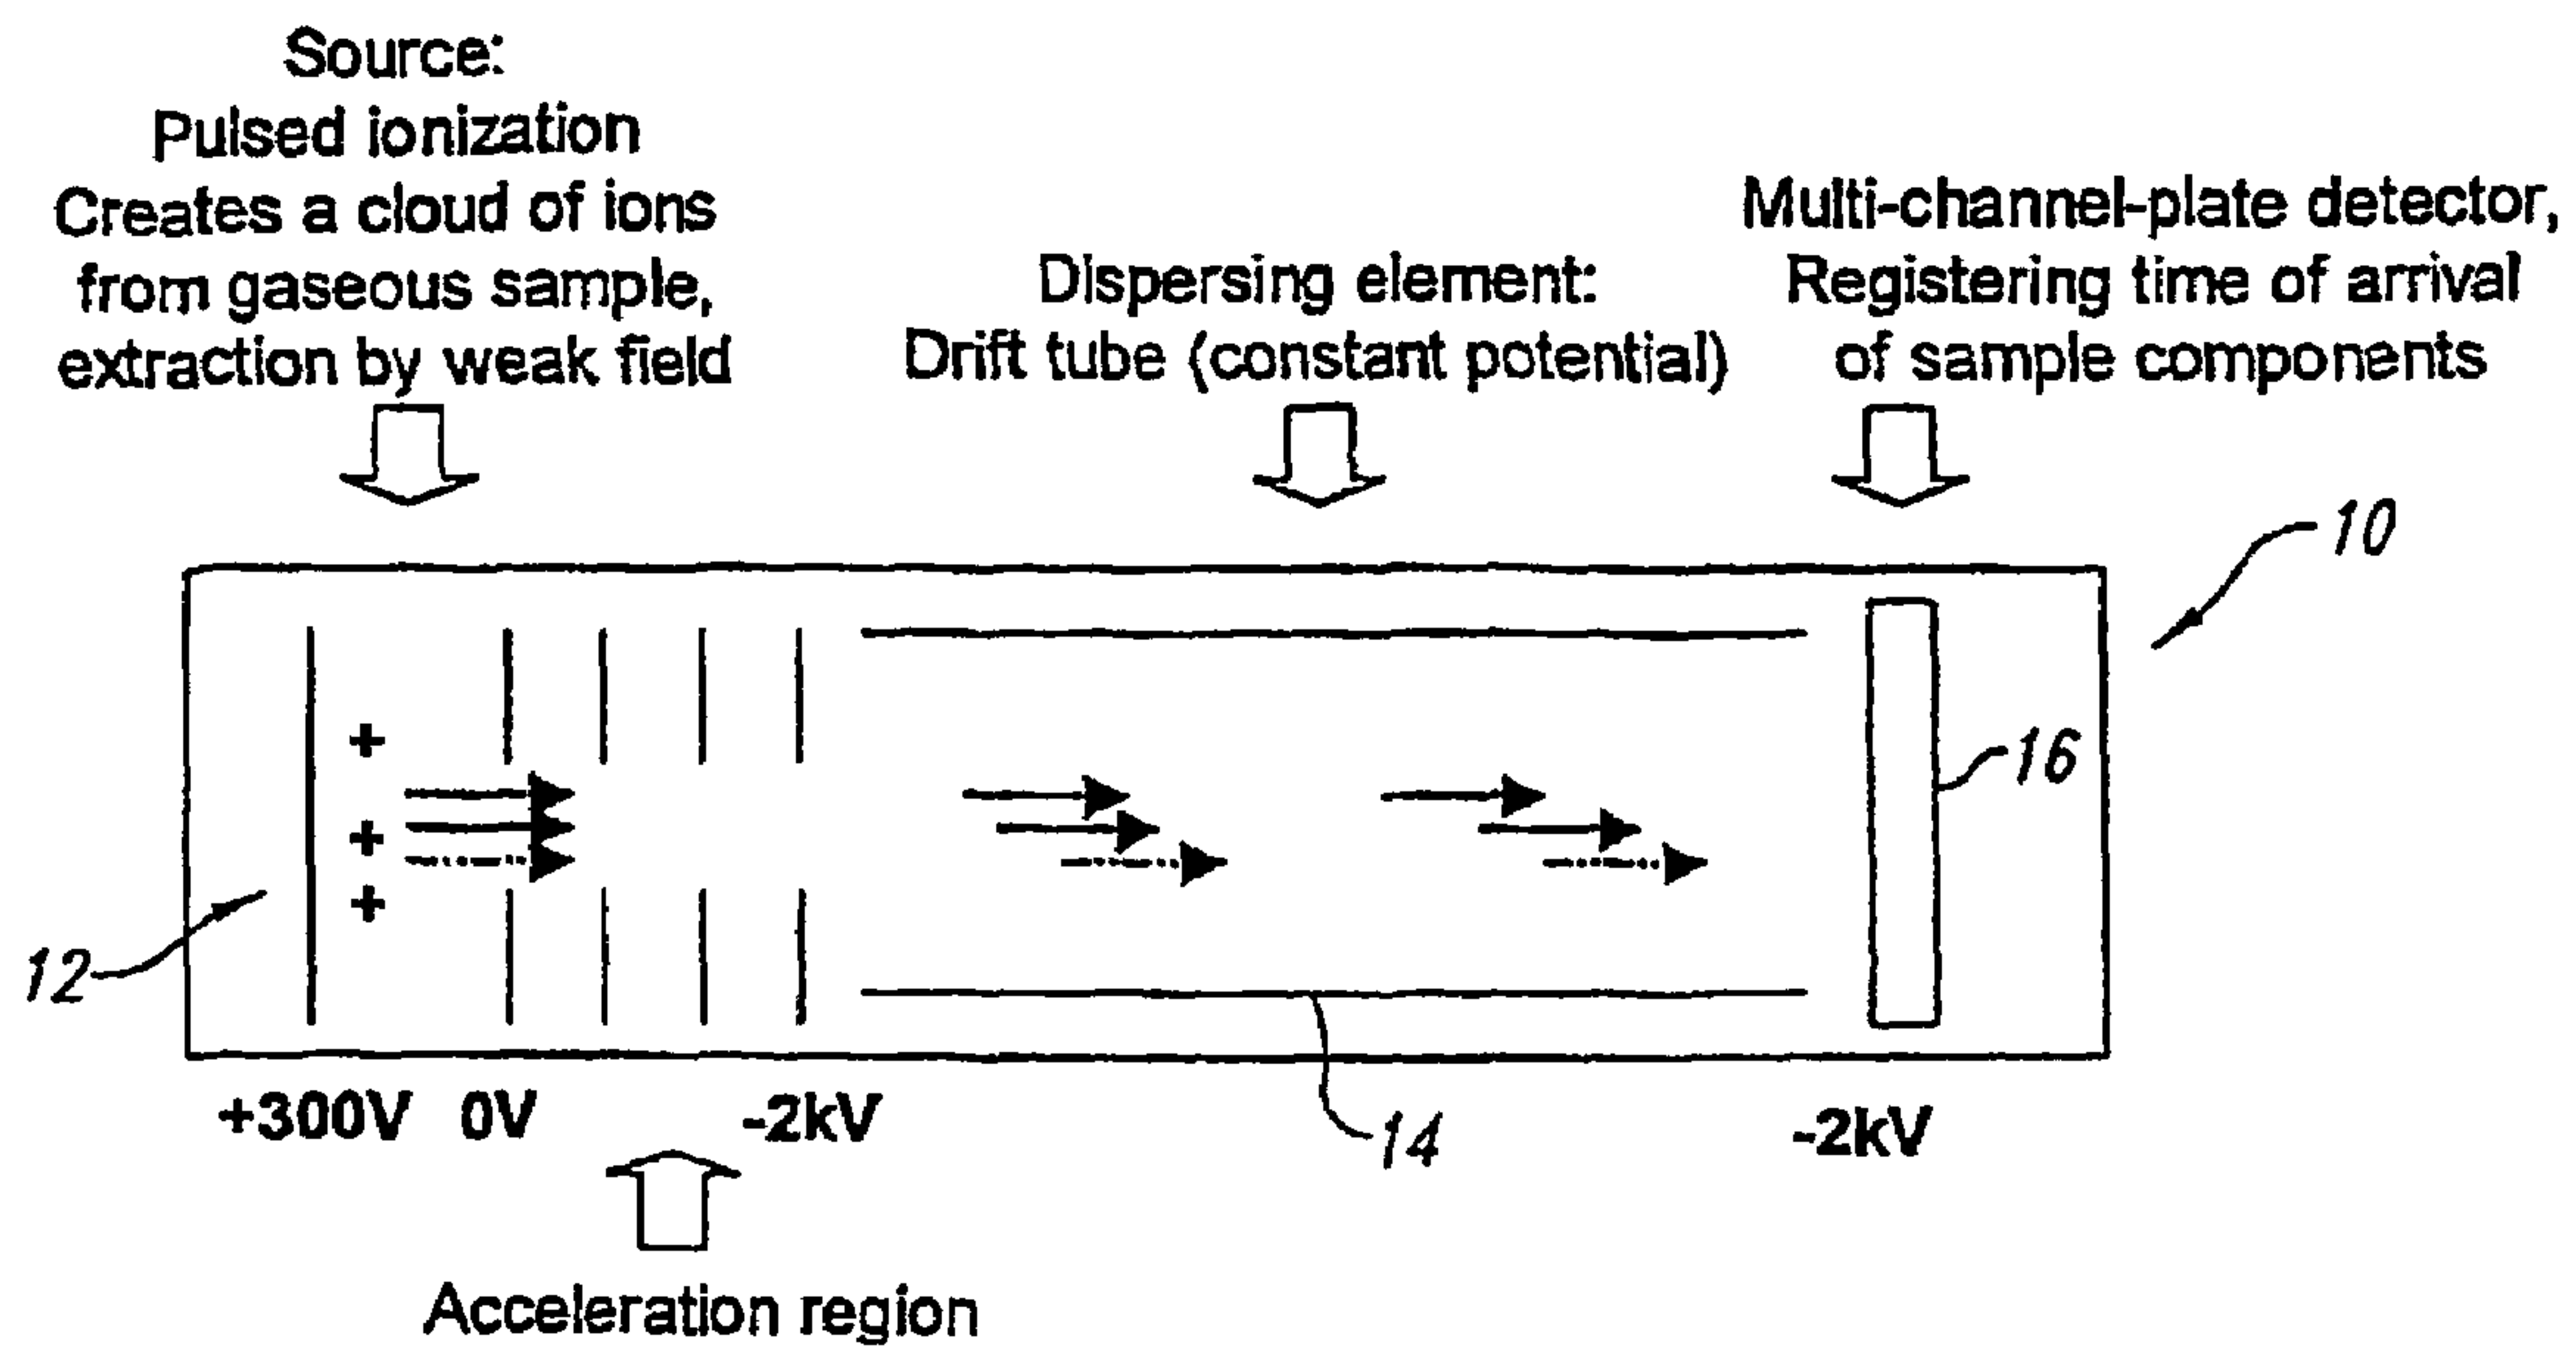 Source:
Pulsed ionization
Creates a cloud of ions
from gaseous sample,
extraction by weak field
Dispersing element:
Drift tube (constant potential)
Multi-channel-plate detector,
Registering time of arrival
of sample components
10
+
+
+
16
12
14
+300V 0V -2kV -2kV
Acceleration region